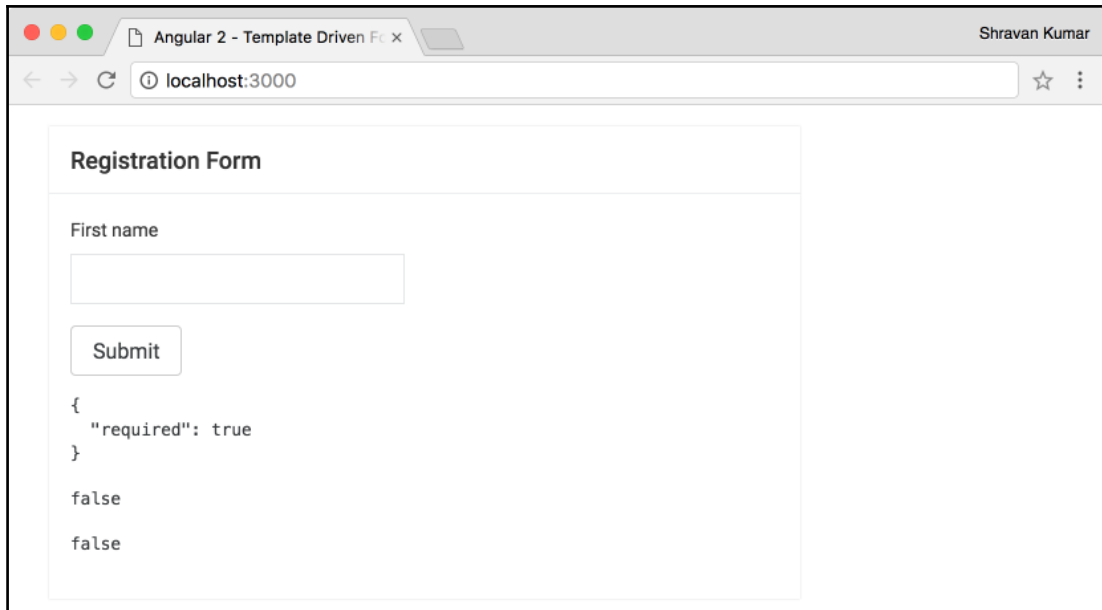 Angular 2 - Template Driven Fo
Shravan Kumar
localhost:3000
Registration Form
First name
Submit
{
"required": true
}
false
false